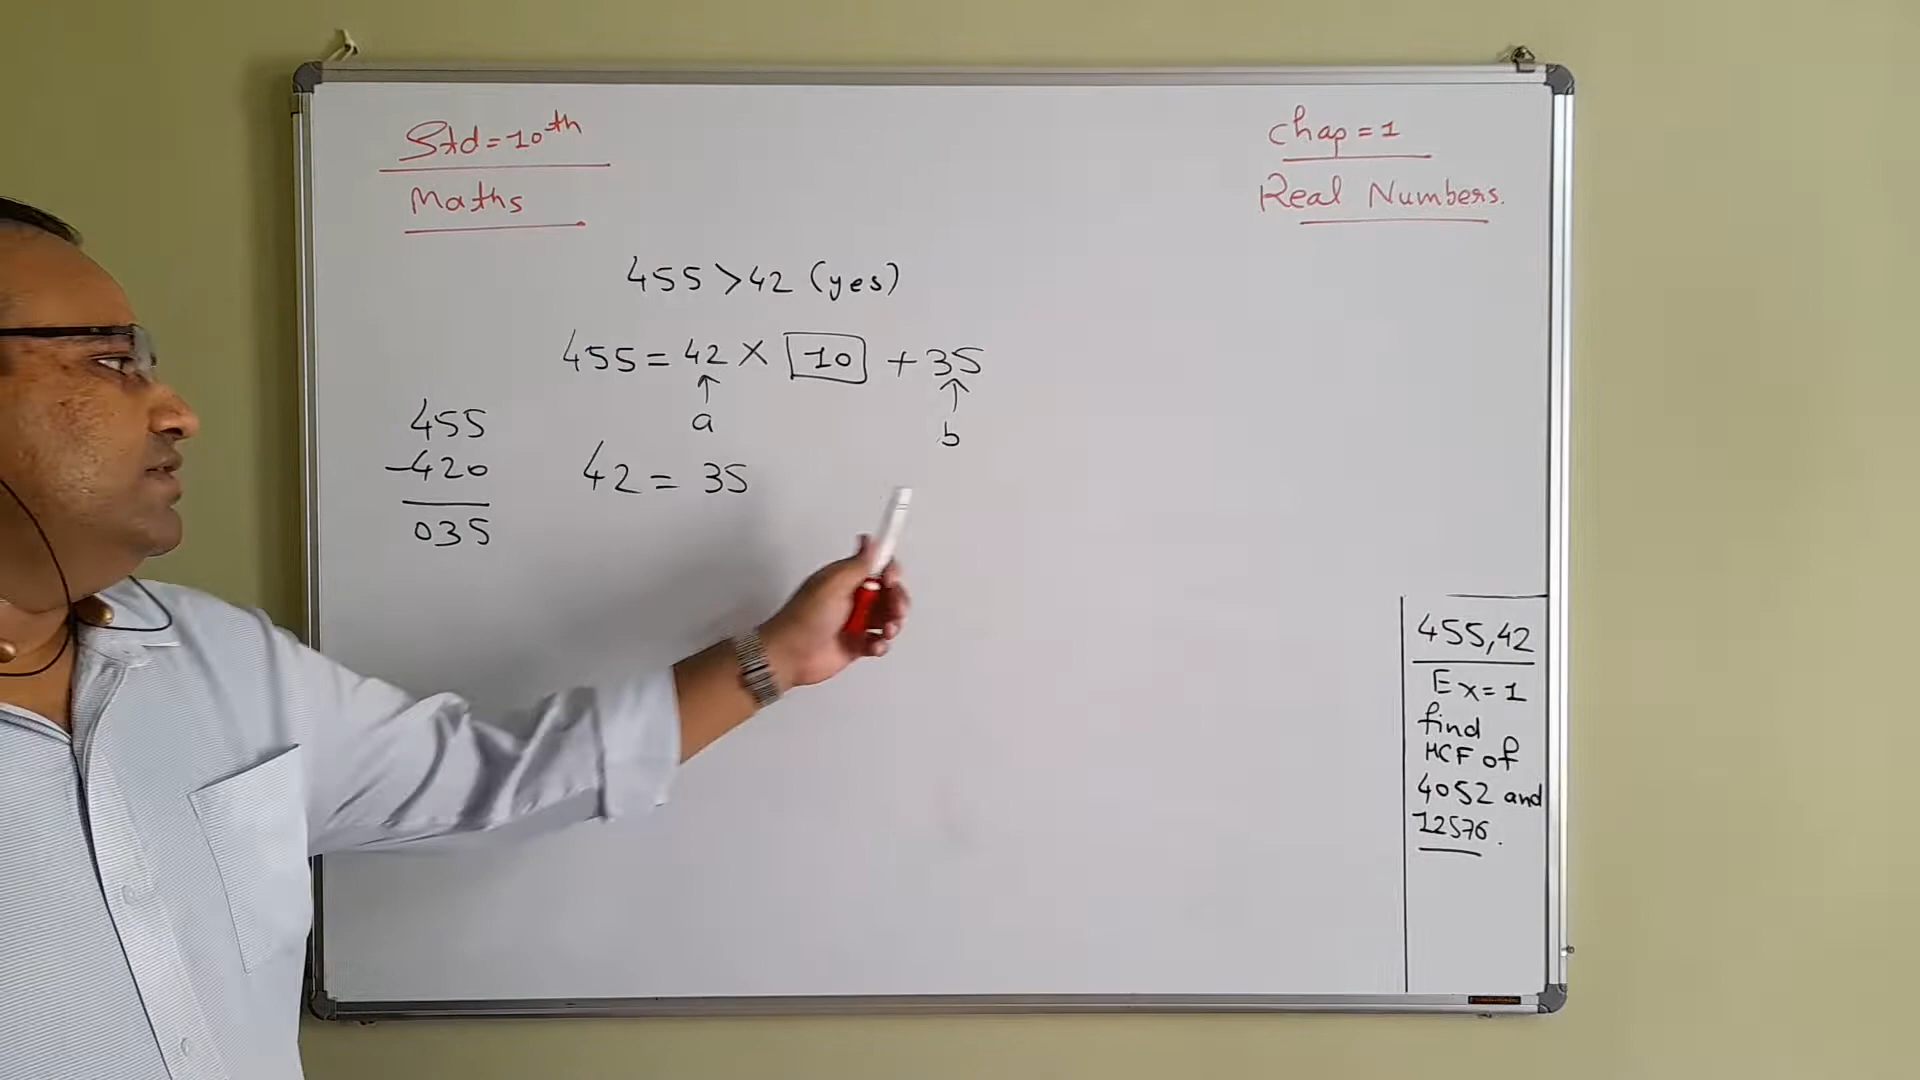 Std=10th
Maths
Chap=1
Real Numbers.
455>42 (yes)
455=42×10+35
↑ ↑
a b
42=35
455
-420
035
455,42
Ex=1
find
HCF of
4052 and
12576.